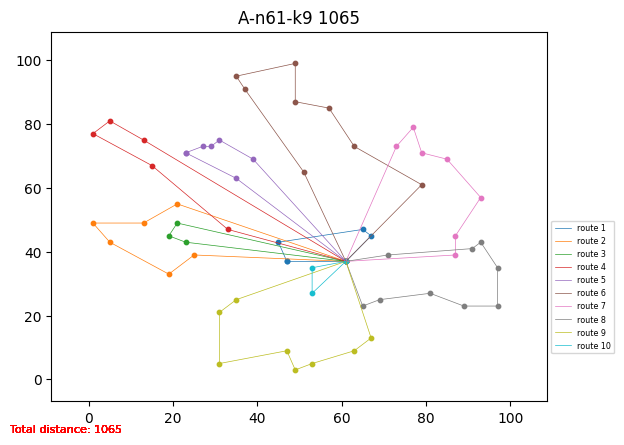 A-n61-k9 1065
100
80
60
40
20
0
0 20 40 60 80 100
route 1
route 2
route 3
route 4
route 5
route 6
route 7
route 8
route 9
route 10
Total distance: 1065